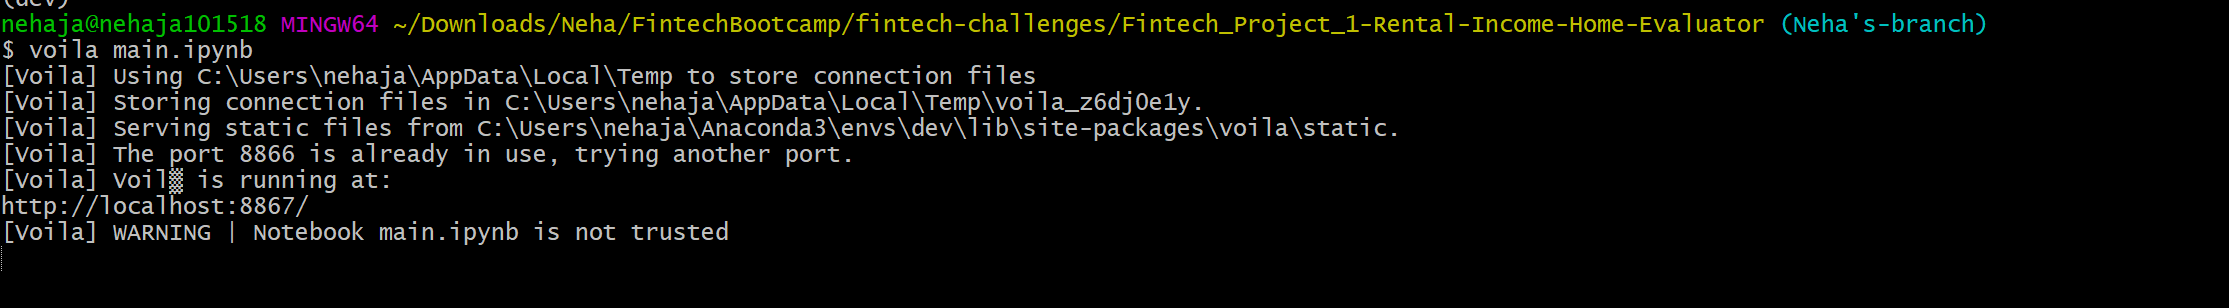 (dev)
nehaja@nehaja101518 MINGW64 ~/Downloads/Neha/FintechBootcamp/fintech-challenges/Fintech_Project_1-Rental-Income-Home-Evaluator (Neha's-branch)
$ voila main.ipynb
[Voila] Using C:\Users\nehaja\AppData\Local\Temp to store connection files
[Voila] Storing connection files in C:\Users\nehaja\AppData\Local\Temp\voila_z6dj0e1y.
[Voila] Serving static files from C:\Users\nehaja\Anaconda3\envs\dev\lib\site-packages\voila\static.
[Voila] The port 8866 is already in use, trying another port.
[Voila] Voil▒ is running at:
http://localhost:8867/
[Voila] WARNING | Notebook main.ipynb is not trusted